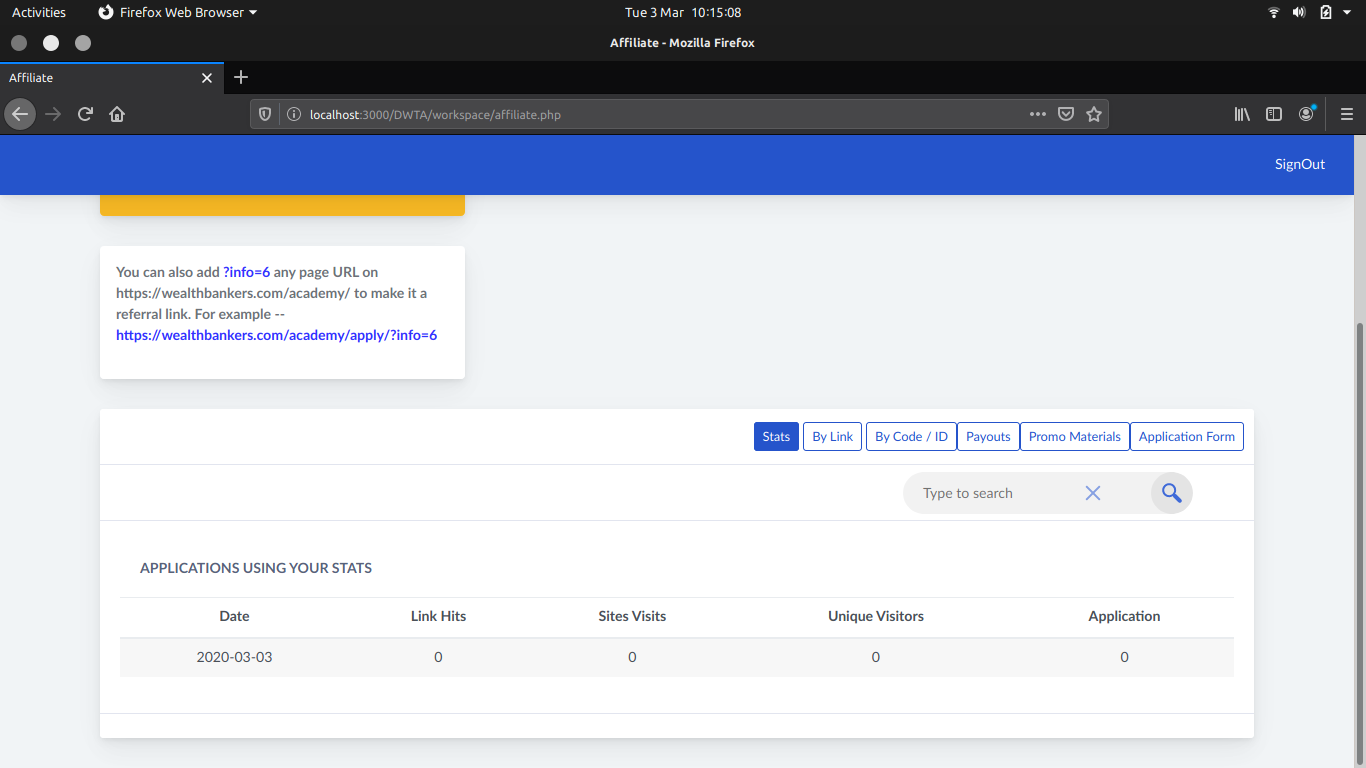 Activities Firefox Web Browser Tue 3 Mar 10:15:08
Affiliate - Mozilla Firefox
Affiliate
localhost:3000/DWTA/workspace/affiliate.php
SignOut
You can also add ?info=6 any page URL on
https://wealthbankers.com/academy/ to make it a
referral link. For example --
https://wealthbankers.com/academy/apply/?info=6
Stats By Link By Code / ID Payouts Promo Materials Application Form
Type to search
APPLICATIONS USING YOUR STATS
Date Link Hits Sites Visits Unique Visitors Application
2020-03-03 0 0 0 0